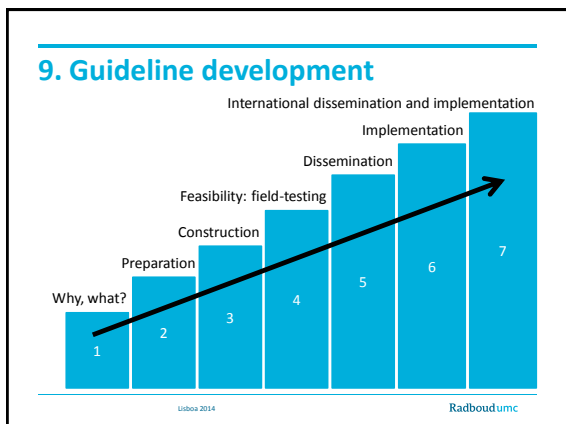 9. Guideline development
International dissemination and implementation
Implementation
Dissemination
Feasibility: field-testing
Construction
Preparation
Why, what?
1
2
3
4
5
6
7
Lisboa 2014
Radboudumc